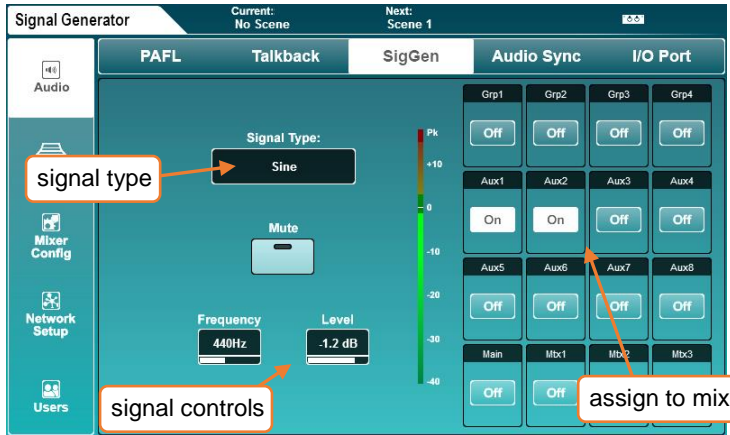 Signal Generator
Current:
No Scene
Next:
Scene 1
PAFL
Talkback
SigGen
Audio Sync
I/O Port
Audio
Mixer
Config
Network
Setup
Users
signal type
Signal Type:
Sine
Mute
Frequency
440Hz
Level
-1.2 dB
signal controls
Pk
+10
0
-10
-20
-30
-40
Grp1
Grp2
Grp3
Grp4
Off
Off
Off
Off
Aux1
Aux2
Aux3
Aux4
On
On
Off
Off
Aux5
Aux6
Aux7
Aux8
Off
Off
Off
Off
Main
Mtx1
Mtx2
Mtx3
Off
Off
assign to mix